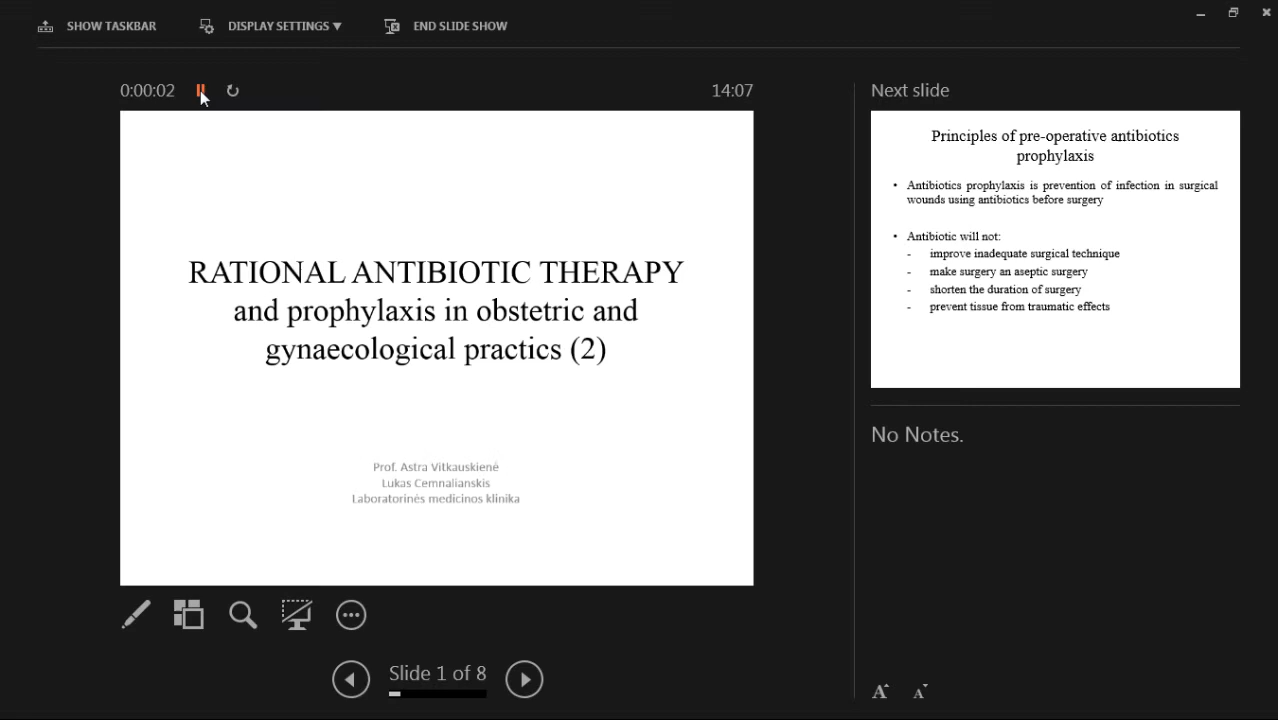 SHOW TASKBAR
DISPLAY SETTINGS ▼
END SLIDE SHOW
0:00:02
14:07
RATIONAL ANTIBIOTIC THERAPY
and prophylaxis in obstetric and
gynaecological practics (2)
Prof. Astra Vitkauskienė
Lukas Cemnalianskis
Laboratorinės medicinos klinika
Slide 1 of 8
Next slide
Principles of pre-operative antibiotics
prophylaxis
• Antibiotics prophylaxis is prevention of infection in surgical
wounds using antibiotics before surgery
• Antibiotic will not:
- improve inadequate surgical technique
- make surgery an aseptic surgery
- shorten the duration of surgery
- prevent tissue from traumatic effects
No Notes.
A A